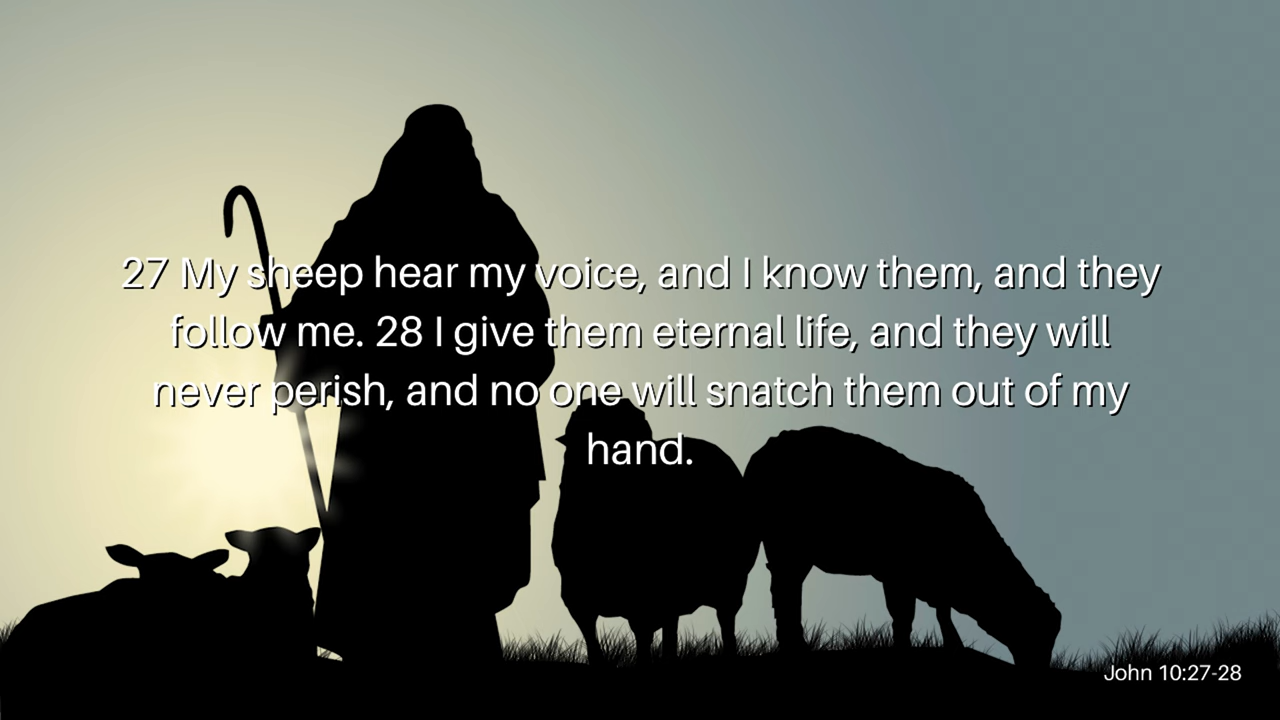 27 My sheep hear my voice, and I know them, and they
follow me. 28 I give them eternal life, and they will
never perish, and no one will snatch them out of my
hand.
John 10:27-28